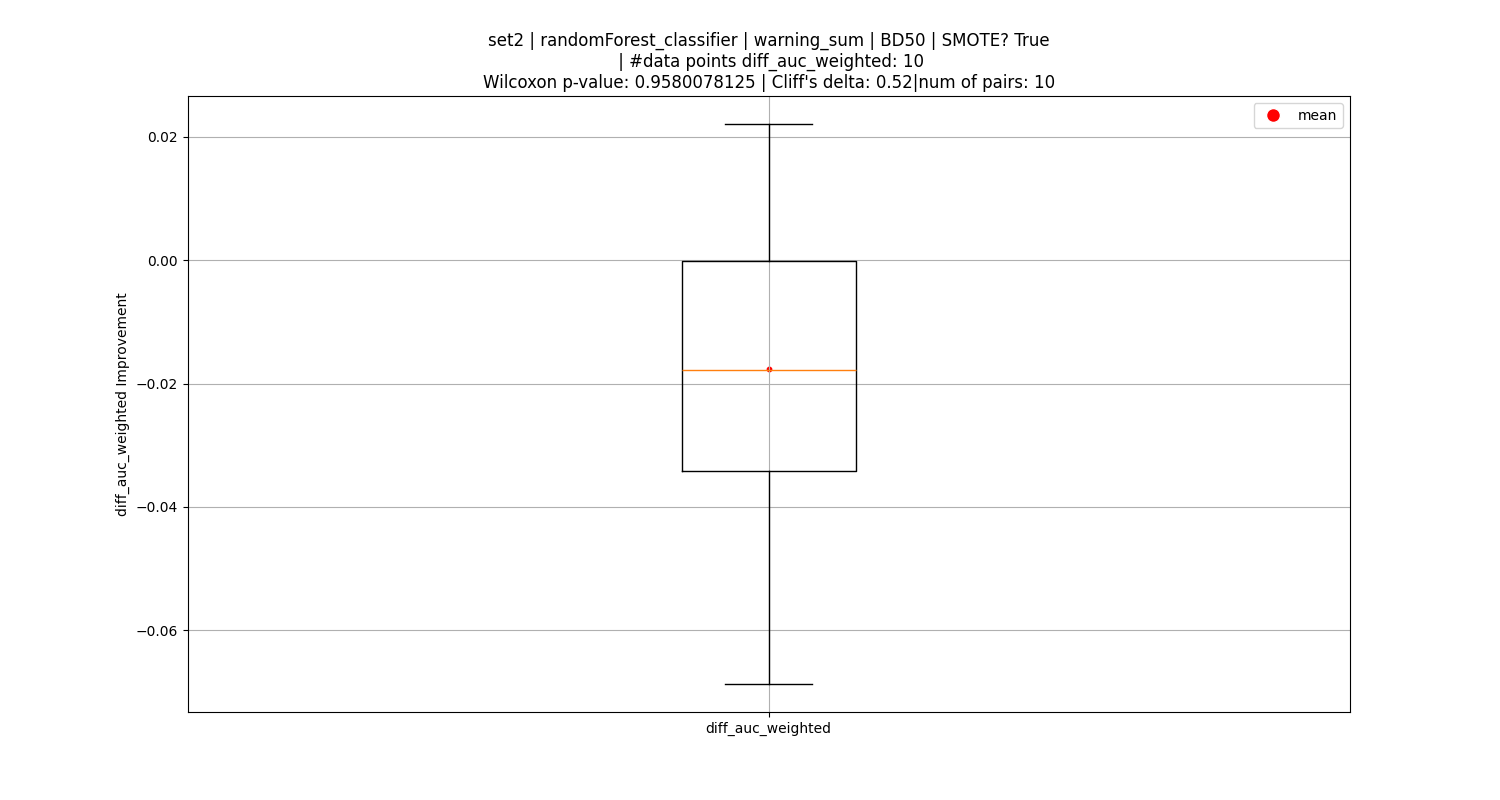 set2 | randomForest_classifier | warning_sum | BD50 | SMOTE? True
| #data points diff_auc_weighted: 10
Wilcoxon p-value: 0.9580078125 | Cliff's delta: 0.52|num of pairs: 10
mean
0.02
0.00
−0.02
−0.04
−0.06
diff_auc_weighted Improvement
diff_auc_weighted